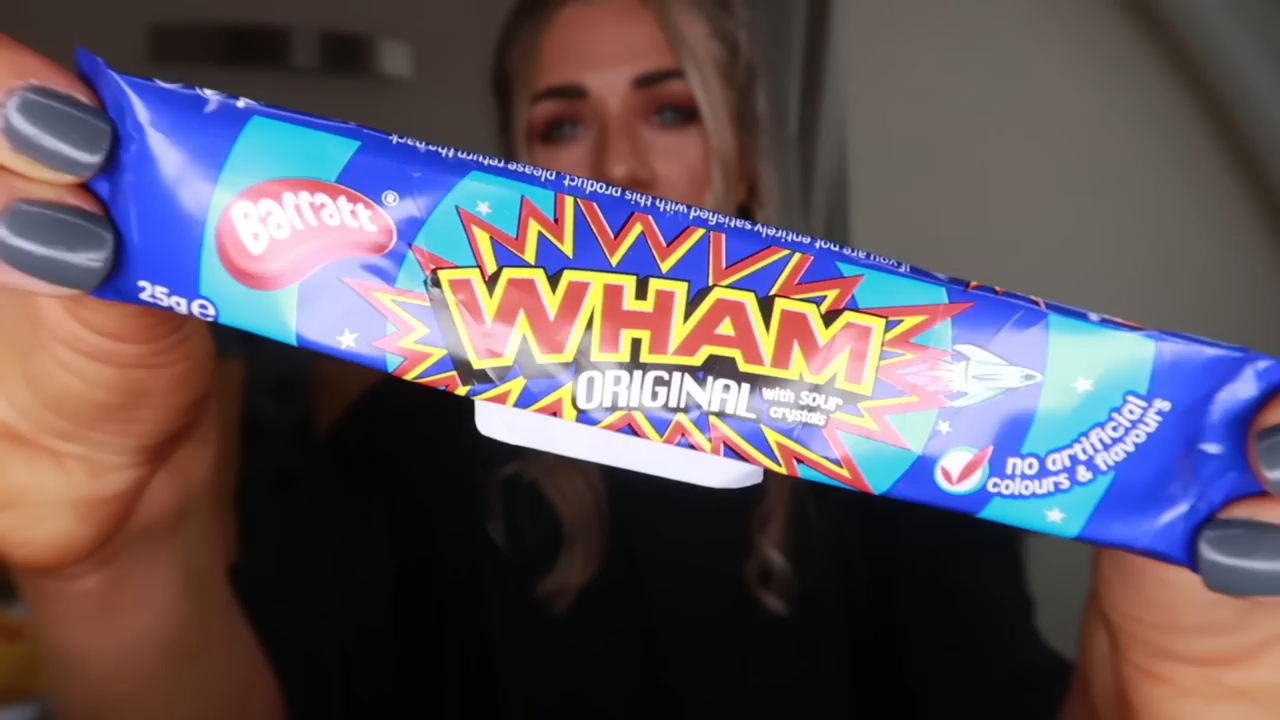 If you are not entirely satisfied with this product, please return the pack
Barratt®
WHAM
ORIGINAL
with sour
crystals
25g℮
no artificial
colours & flavours